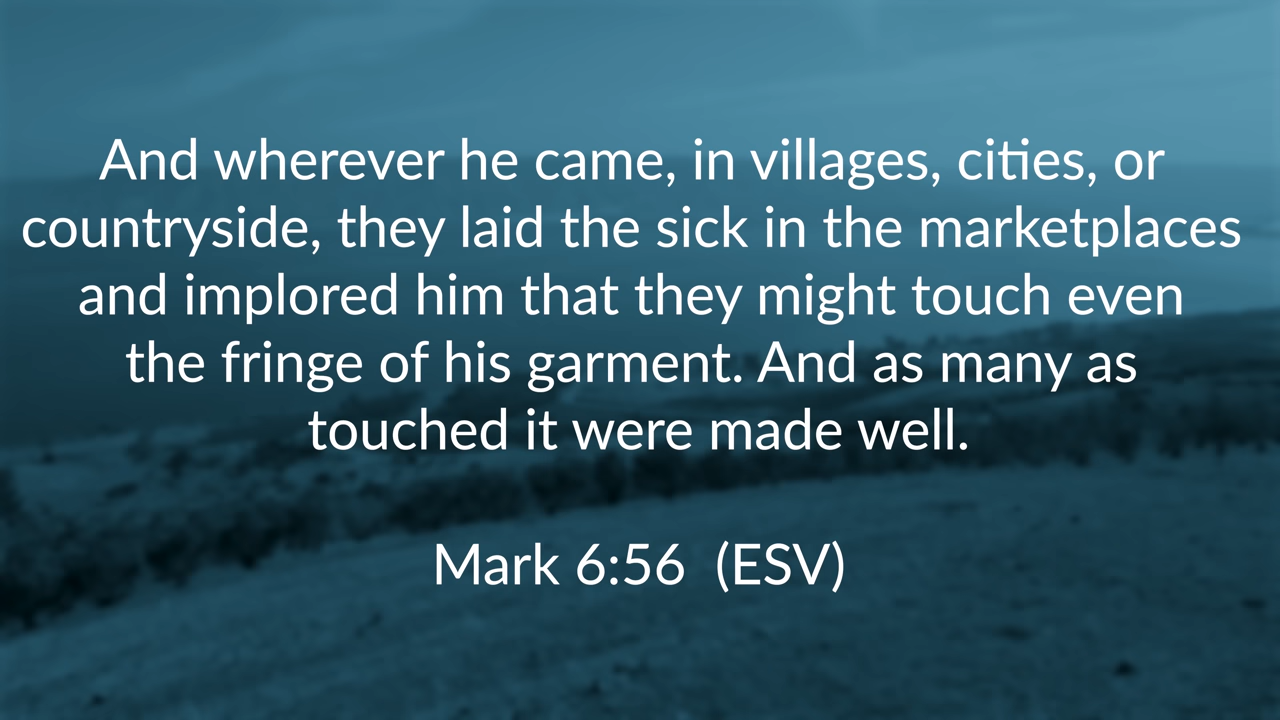 And wherever he came, in villages, cities, or
countryside, they laid the sick in the marketplaces
and implored him that they might touch even
the fringe of his garment. And as many as
touched it were made well.
Mark 6:56 (ESV)